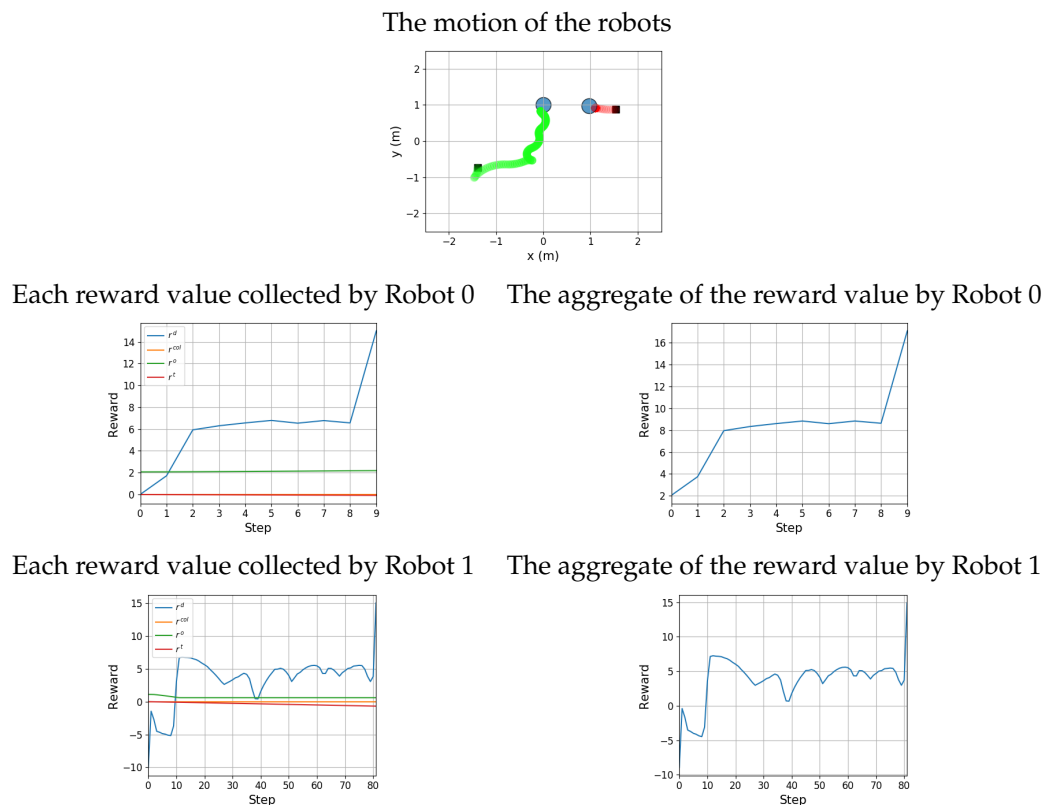 The motion of the robots
2
1
0
−1
−2
y (m)
−2 −1 0 1 2
x (m)
Each reward value collected by Robot 0 The aggregate of the reward value by Robot 0
14
12
10
8
6
4
2
0
Reward
r^d
r^col
r^o
r^t
0 1 2 3 4 5 6 7 8 9
Step
16
14
12
10
8
6
4
2
Reward
0 1 2 3 4 5 6 7 8 9
Step
Each reward value collected by Robot 1 The aggregate of the reward value by Robot 1
15
10
5
0
−5
−10
Reward
r^d
r^col
r^o
r^t
0 10 20 30 40 50 60 70 80
Step
15
10
5
0
−5
−10
Reward
0 10 20 30 40 50 60 70 80
Step